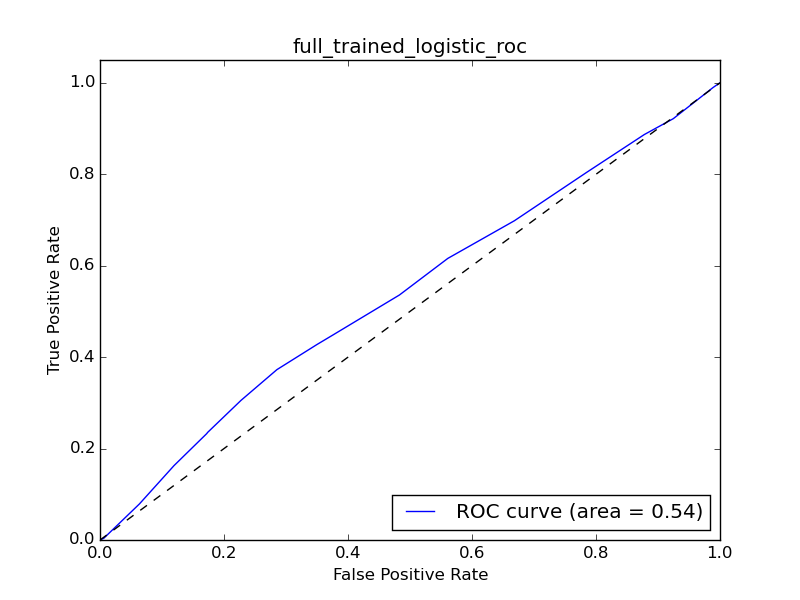 full_trained_logistic_roc
True Positive Rate
1.0
0.8
0.6
0.4
0.2
0.0
0.0 0.2 0.4 0.6 0.8 1.0
False Positive Rate
ROC curve (area = 0.54)